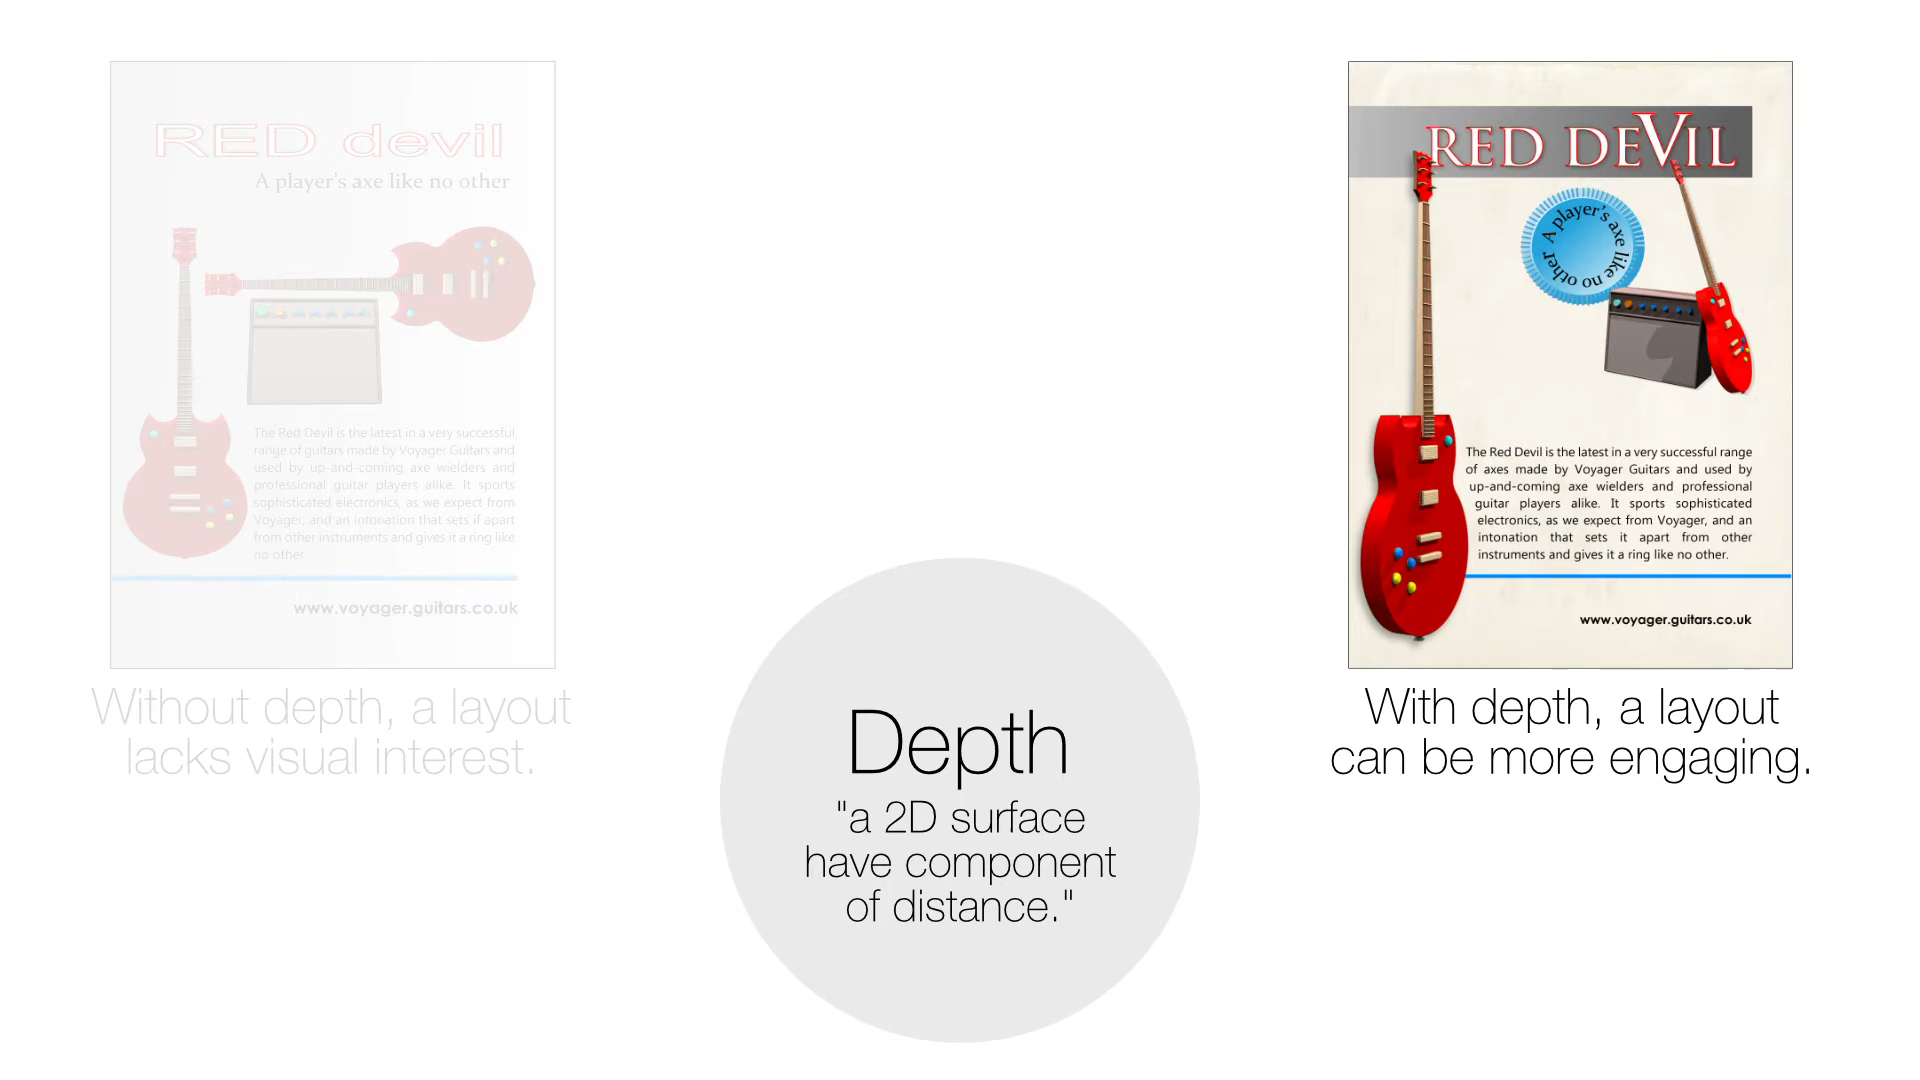 RED devil
A player's axe like no other
The Red Devil is the latest in a very successful
range of guitars made by Voyager Guitars and
used by up-and-coming axe wielders and
professional guitar players alike. It sports
sophisticated electronics, as we expect from
Voyager, and an intonation that sets if apart
from other instruments and gives it a ring like
no other
www.voyager.guitars.co.uk
Without depth, a layout
lacks visual interest.
Depth
"a 2D surface
have component
of distance."
RED DEVIL
A player's axe like no other
The Red Devil is the latest in a very successful range
of axes made by Voyager Guitars and used by
up-and-coming axe wielders and professional
guitar players alike. It sports sophisticated
electronics, as we expect from Voyager, and an
intonation that sets it apart from other
instruments and gives it a ring like no other.
www.voyager.guitars.co.uk
With depth, a layout
can be more engaging.